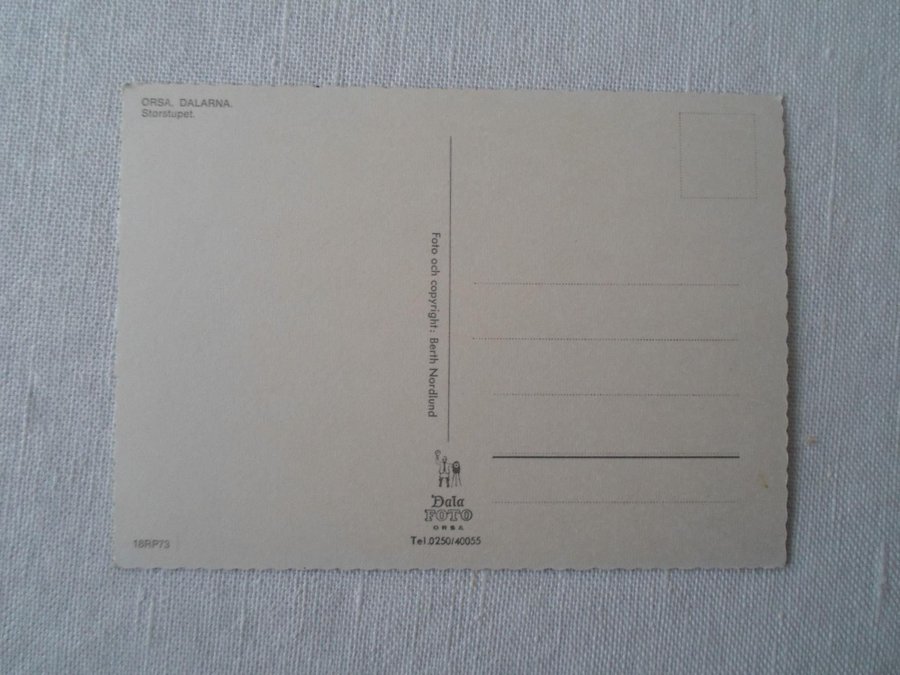 ORSA. DALARNA.
Storstupet.
Foto och copyright: Berth Nordlund
Dala
FOTO
ORSA
Tel.0250/40055
18RP73